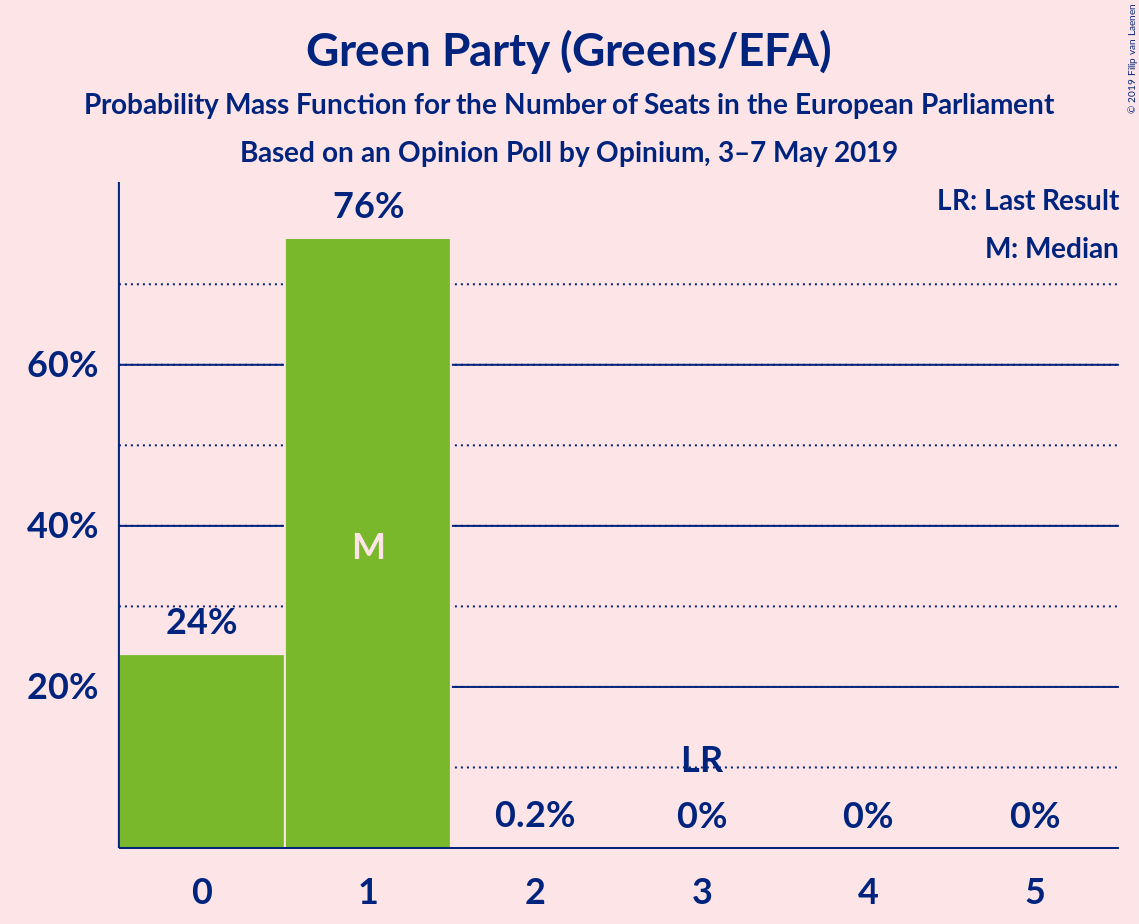 Green Party (Greens/EFA)
Probability Mass Function for the Number of Seats in the European Parliament
Based on an Opinion Poll by Opinium, 3–7 May 2019
© 2019 Filip van Laenen
LR: Last Result
M: Median
76%
60%
40%
M
24%
20%
LR
0.2%
0%
0%
0%
0
1
2
3
4
5